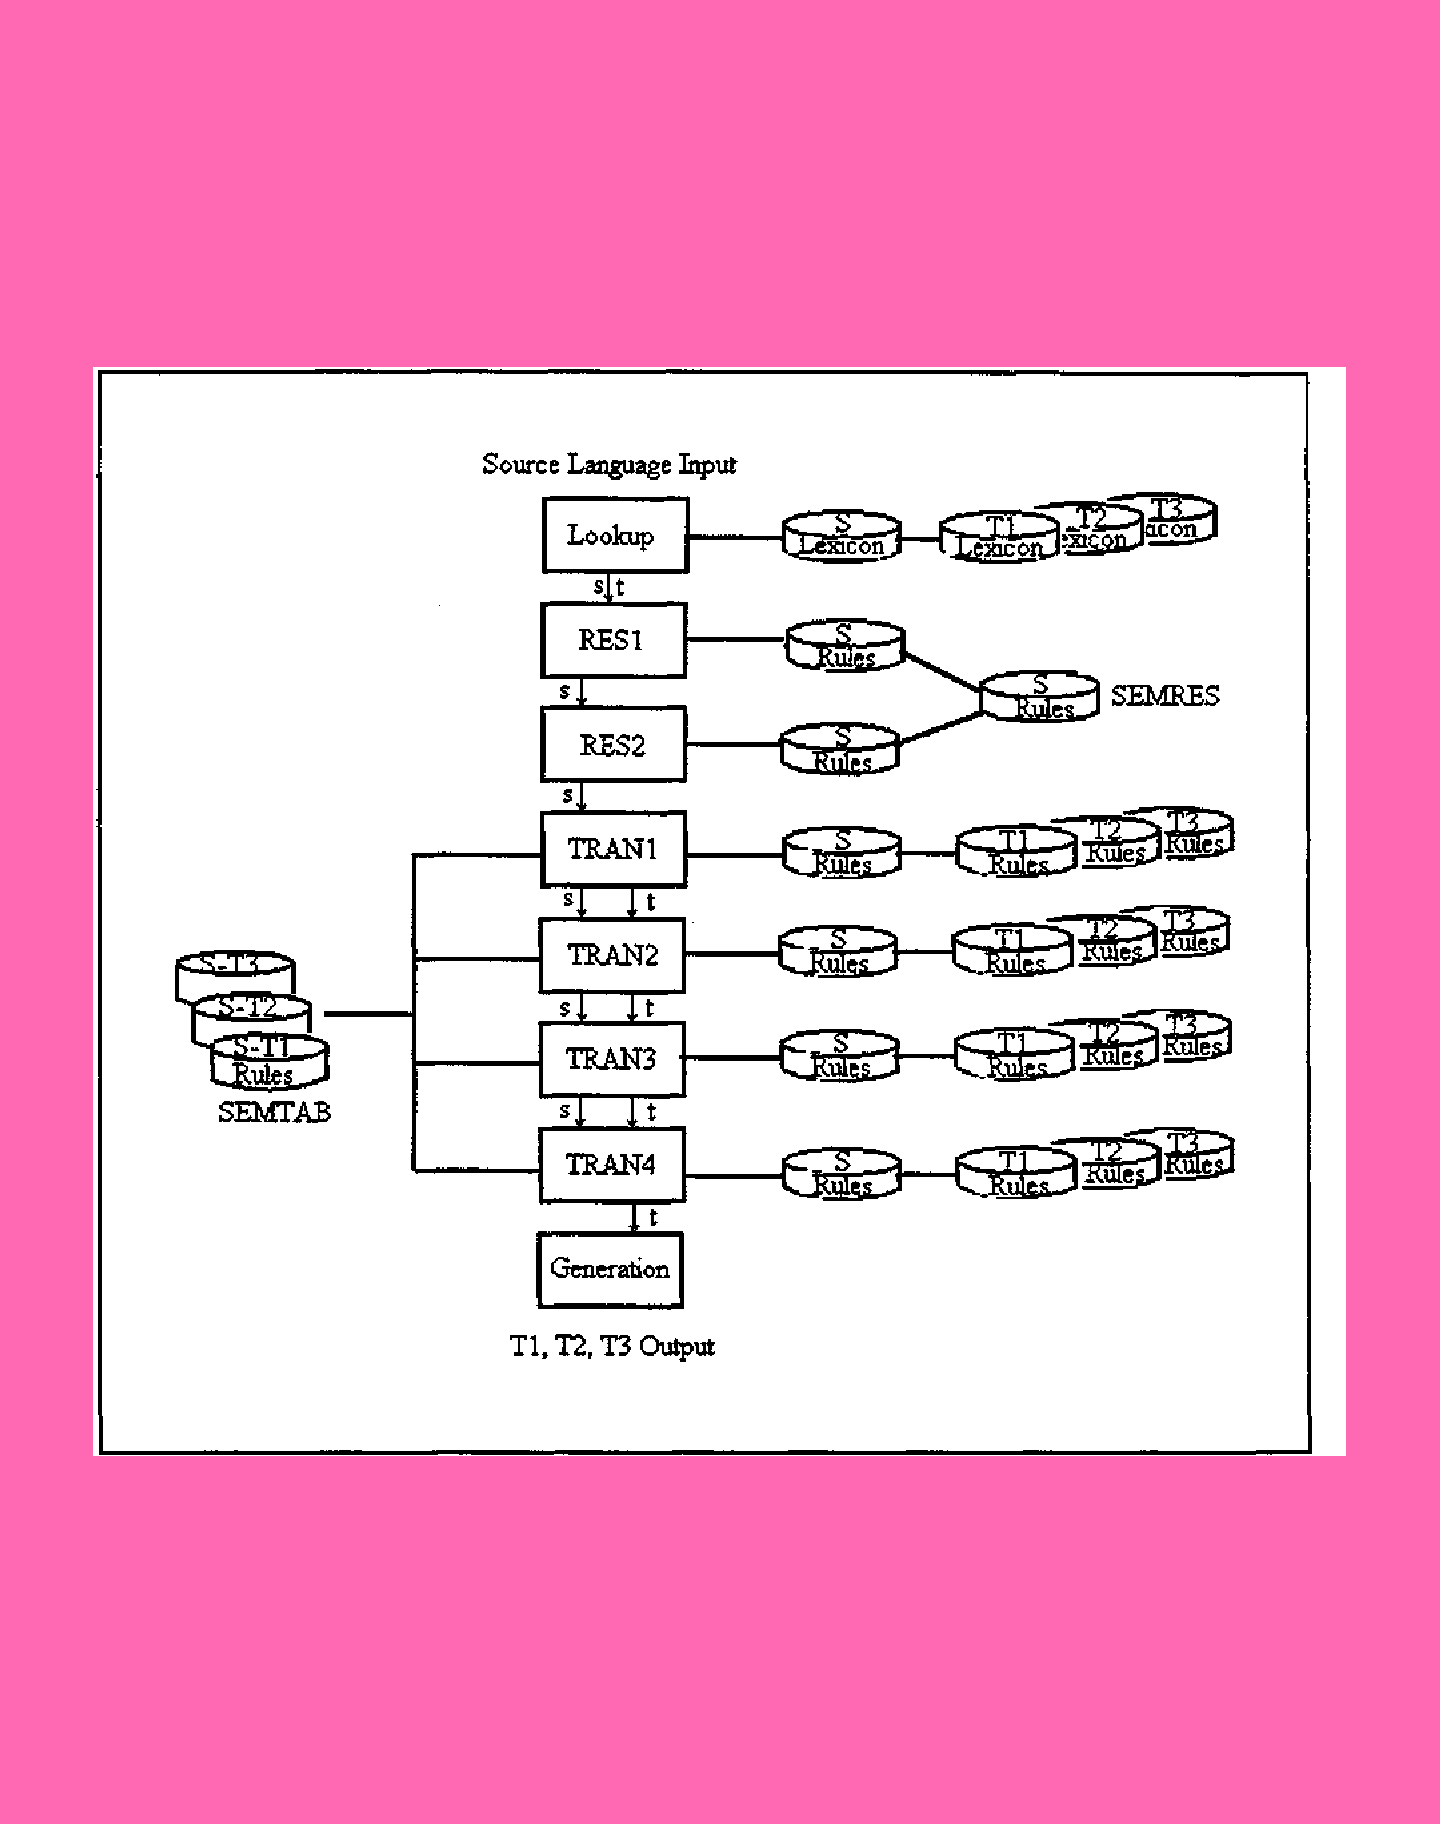 Source Language Input
Lookup
S
Lexicon
T1
Lexicon
T2
exicon
T3
icon
s t
RES1
S
Rules
s
S
Rules
SEMRES
RES2
S
Rules
s
TRAN1
S
Rules
T1
Rules
T2
Rules
T3
Rules
s t
TRAN2
S
Rules
T1
Rules
T2
Rules
T3
Rules
S-T3
S-T2
S-T1
Rules
SEMTAB
s t
TRAN3
S
Rules
T1
Rules
T2
Rules
T3
Rules
s t
TRAN4
S
Rules
T1
Rules
T2
Rules
T3
Rules
t
Generation
T1, T2, T3 Output